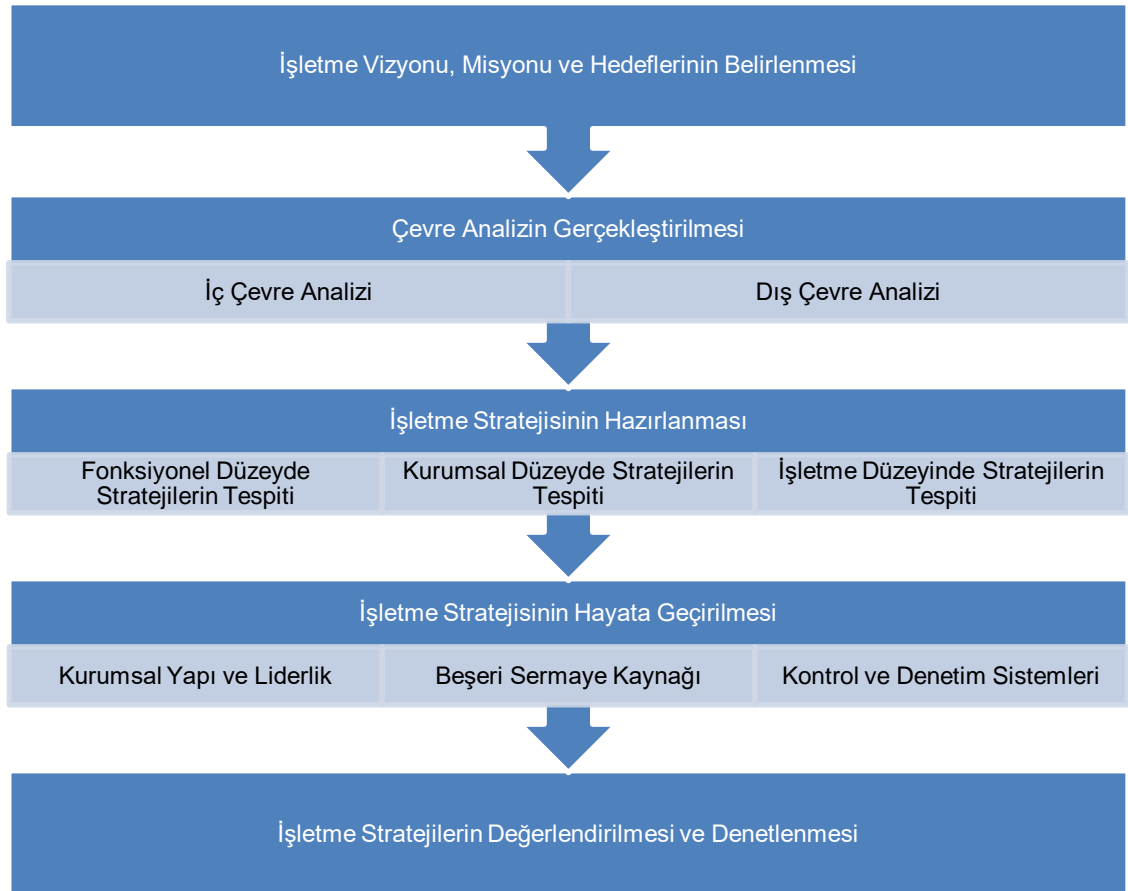 İşletme Vizyonu, Misyonu ve Hedeflerinin Belirlenmesi
Çevre Analizin Gerçekleştirilmesi
İç Çevre Analizi
Dış Çevre Analizi
İşletme Stratejisinin Hazırlanması
Fonksiyonel Düzeyde
Stratejilerin Tespiti
Kurumsal Düzeyde Stratejilerin
Tespiti
İşletme Düzeyinde Stratejilerin
Tespiti
İşletme Stratejisinin Hayata Geçirilmesi
Kurumsal Yapı ve Liderlik
Beşeri Sermaye Kaynağı
Kontrol ve Denetim Sistemleri
İşletme Stratejilerin Değerlendirilmesi ve Denetlenmesi